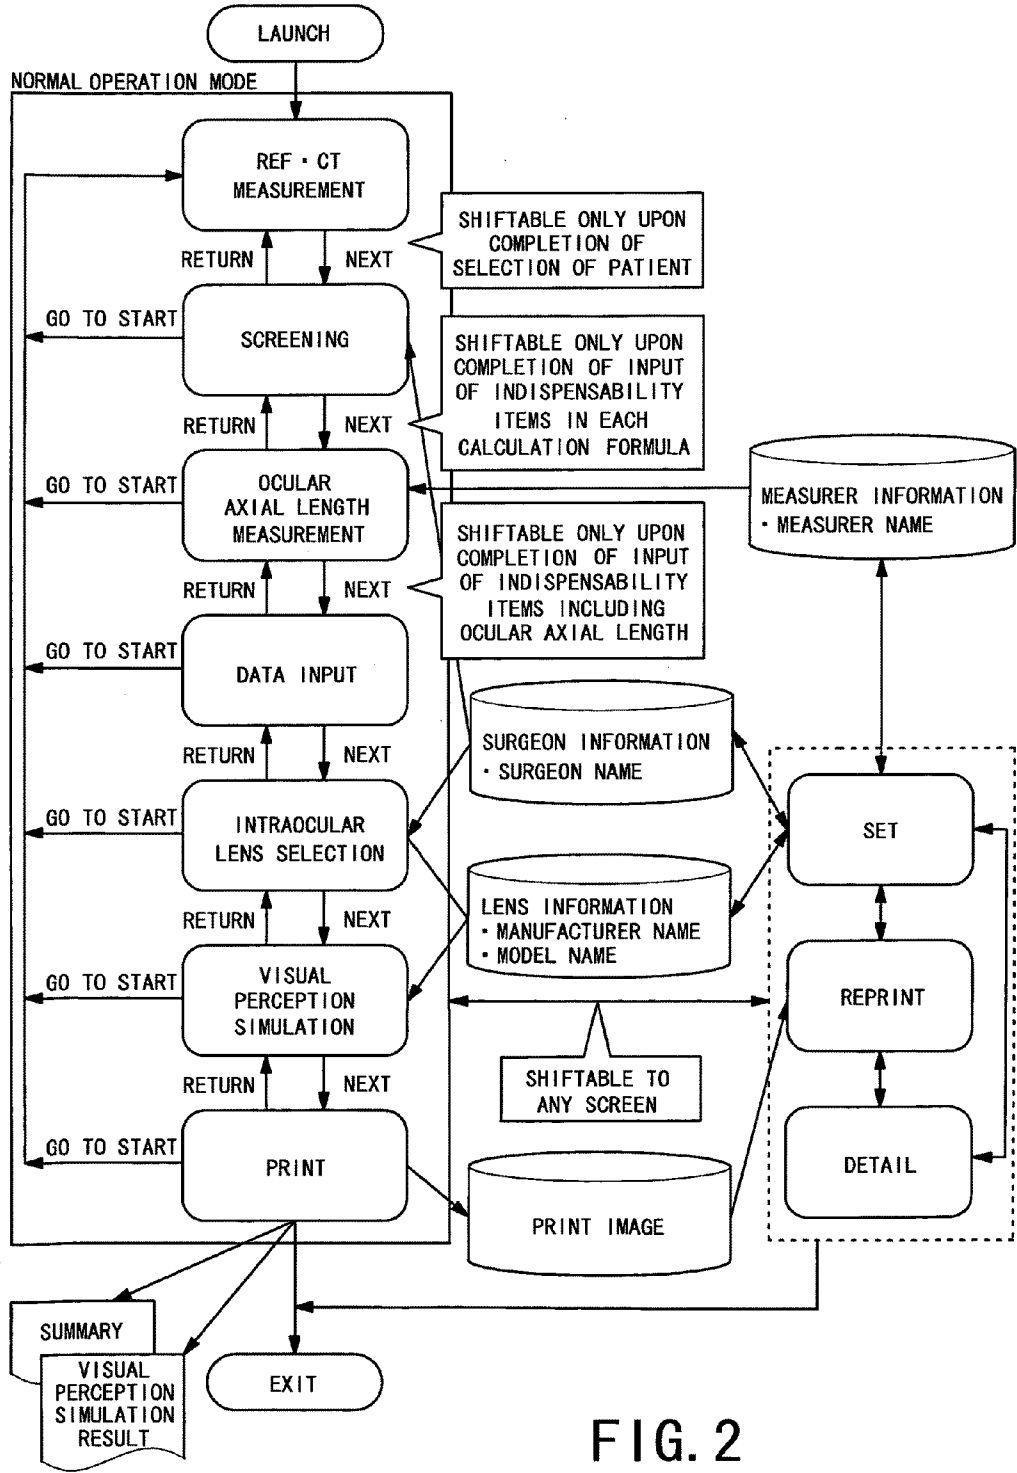 LAUNCH
NORMAL OPERATION MODE
REF・CT
MEASUREMENT
RETURN
NEXT
SHIFTABLE ONLY UPON
COMPLETION OF
SELECTION OF PATIENT
GO TO START
SCREENING
RETURN
NEXT
SHIFTABLE ONLY UPON
COMPLETION OF INPUT
OF INDISPENSABILITY
ITEMS IN EACH
CALCULATION FORMULA
GO TO START
OCULAR
AXIAL LENGTH
MEASUREMENT
MEASURER INFORMATION
・MEASURER NAME
RETURN
NEXT
SHIFTABLE ONLY UPON
COMPLETION OF INPUT
OF INDISPENSABILITY
ITEMS INCLUDING
OCULAR AXIAL LENGTH
GO TO START
DATA INPUT
RETURN
NEXT
SURGEON INFORMATION
・SURGEON NAME
GO TO START
INTRAOCULAR
LENS SELECTION
SET
RETURN
NEXT
LENS INFORMATION
・MANUFACTURER NAME
・MODEL NAME
GO TO START
VISUAL
PERCEPTION
SIMULATION
REPRINT
RETURN
NEXT
SHIFTABLE TO
ANY SCREEN
GO TO START
PRINT
DETAIL
PRINT IMAGE
SUMMARY
VISUAL
PERCEPTION
SIMULATION
RESULT
EXIT
FIG. 2